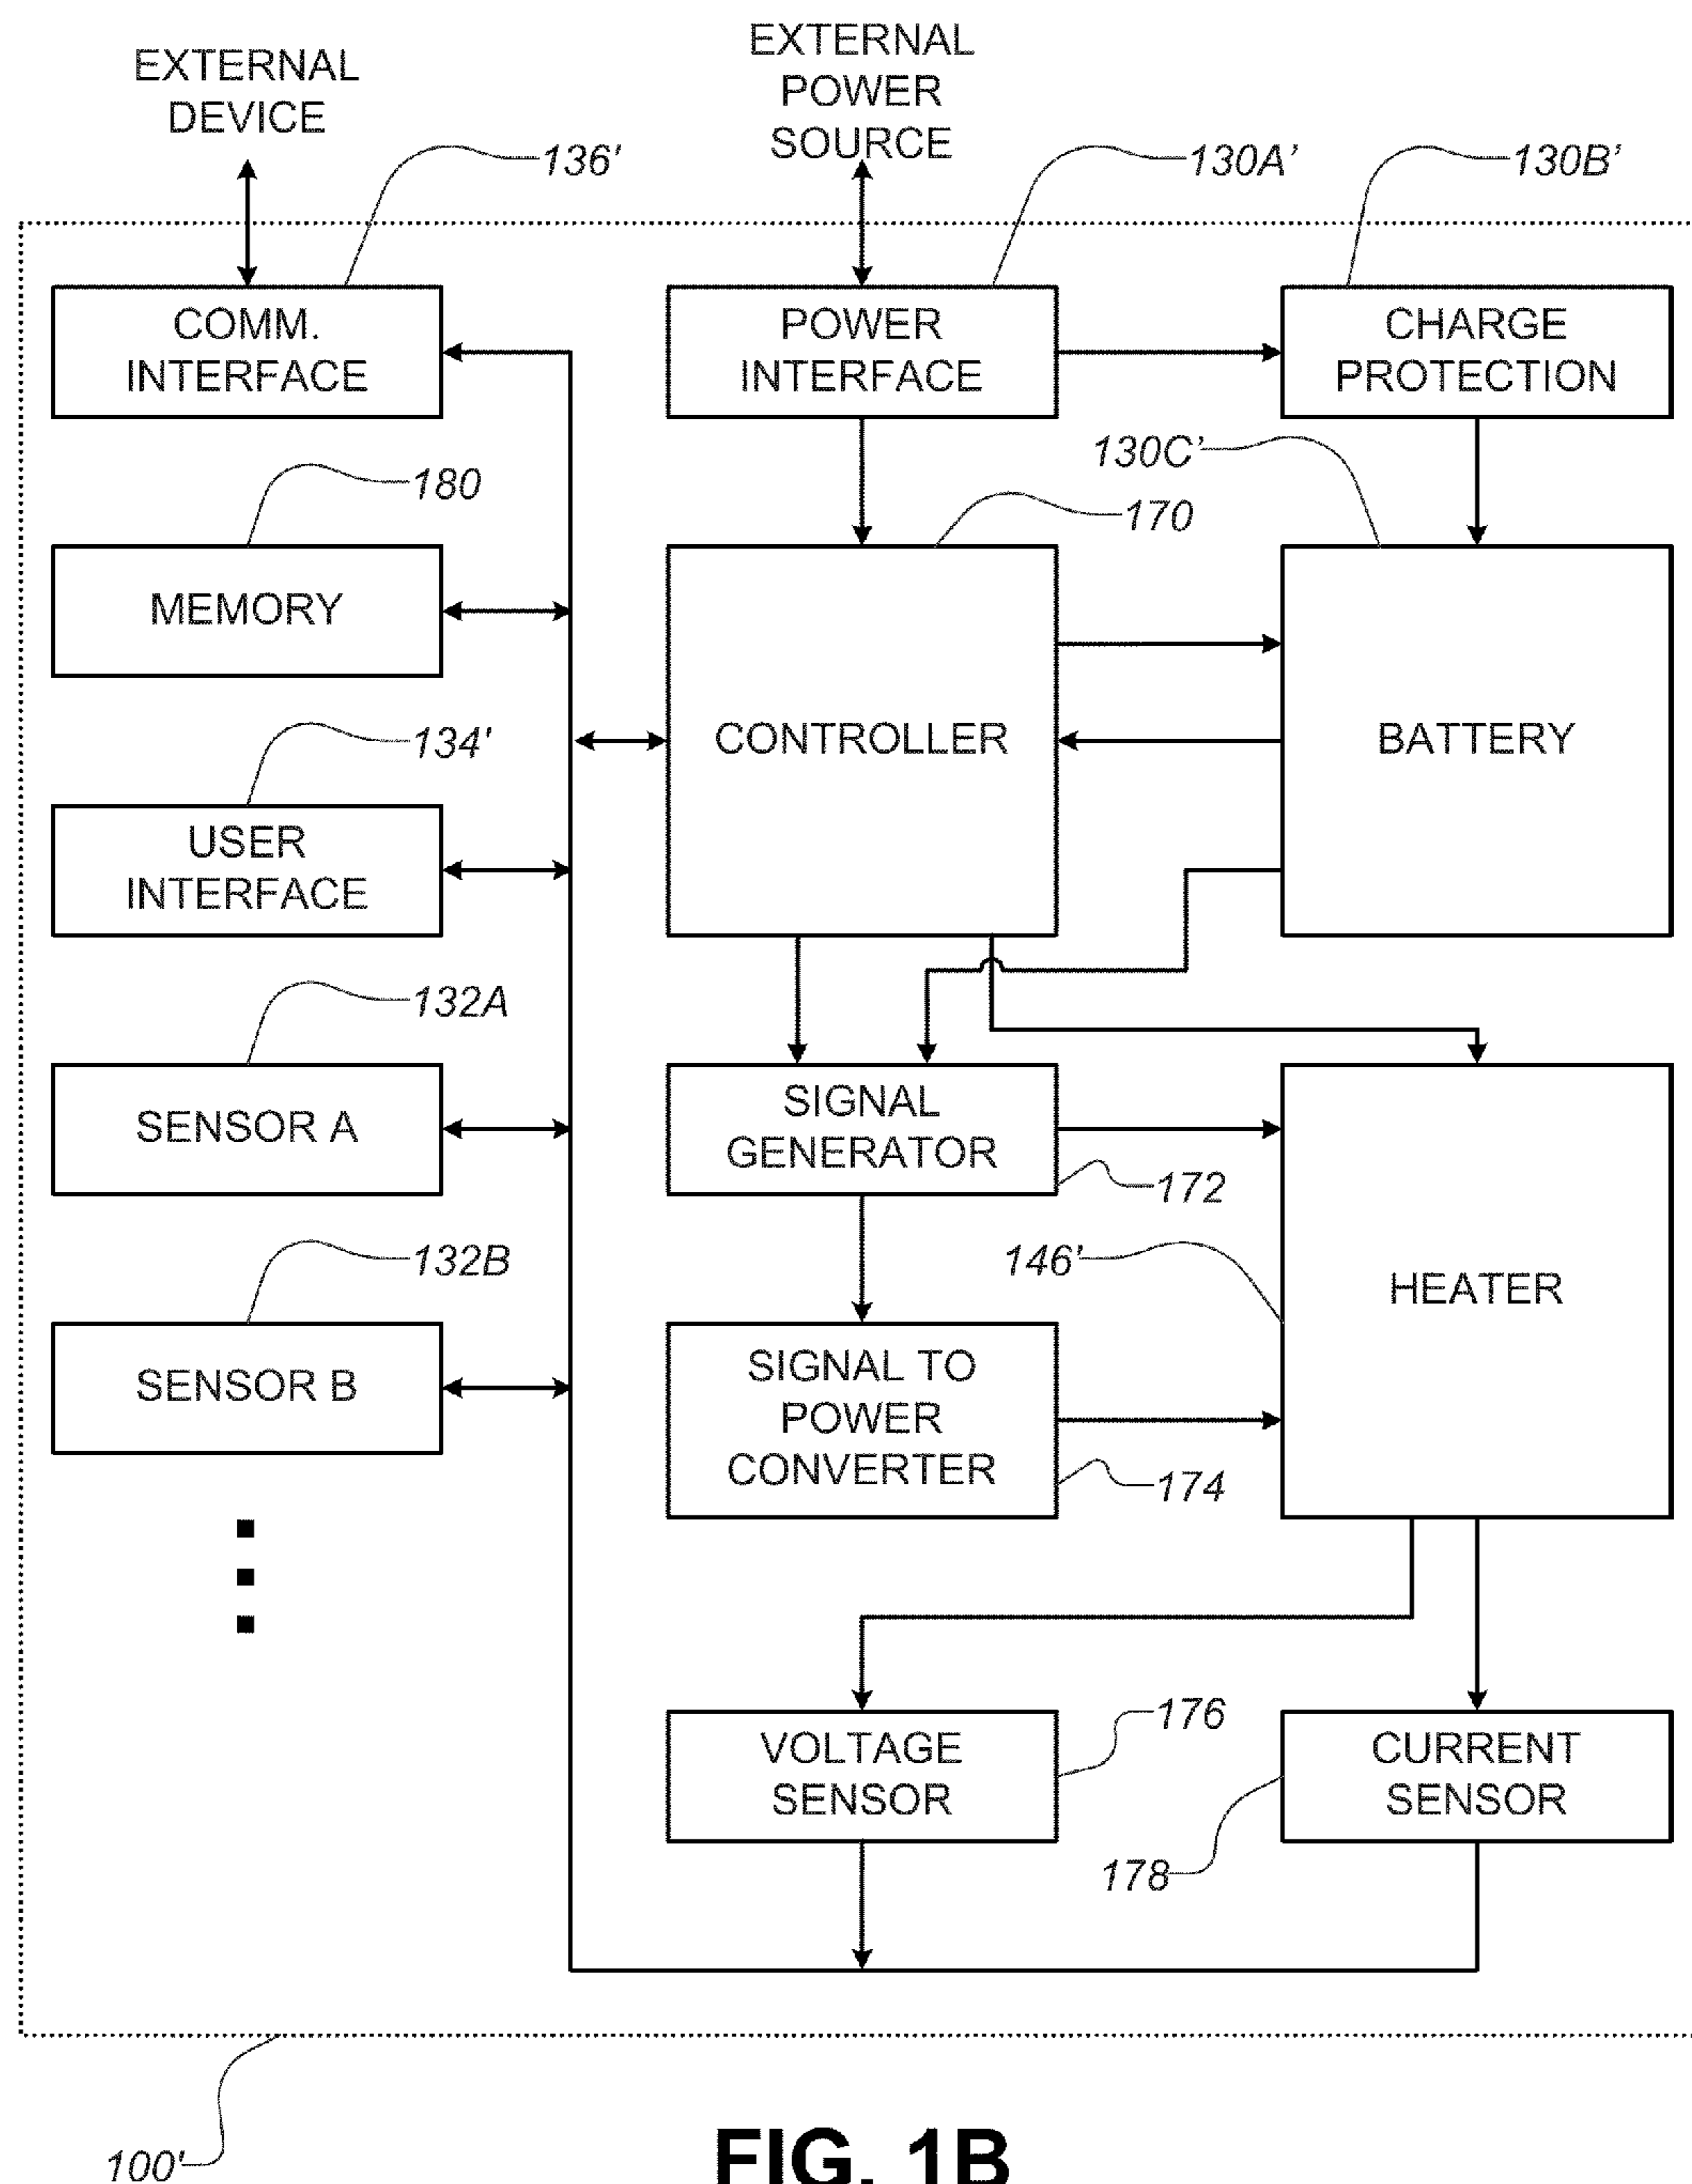 EXTERNAL
DEVICE
EXTERNAL
POWER
SOURCE
136'
130A’
130B’
COMM.
INTERFACE
POWER
INTERFACE
CHARGE
PROTECTION
130C’
180
170
MEMORY
CONTROLLER
BATTERY
134'
USER
INTERFACE
132A
SENSOR A
SIGNAL
GENERATOR
172
132B
146'
HEATER
SENSOR B
SIGNAL TO
POWER
CONVERTER
174
176
VOLTAGE
SENSOR
CURRENT
SENSOR
178
100'
FIG. 1B